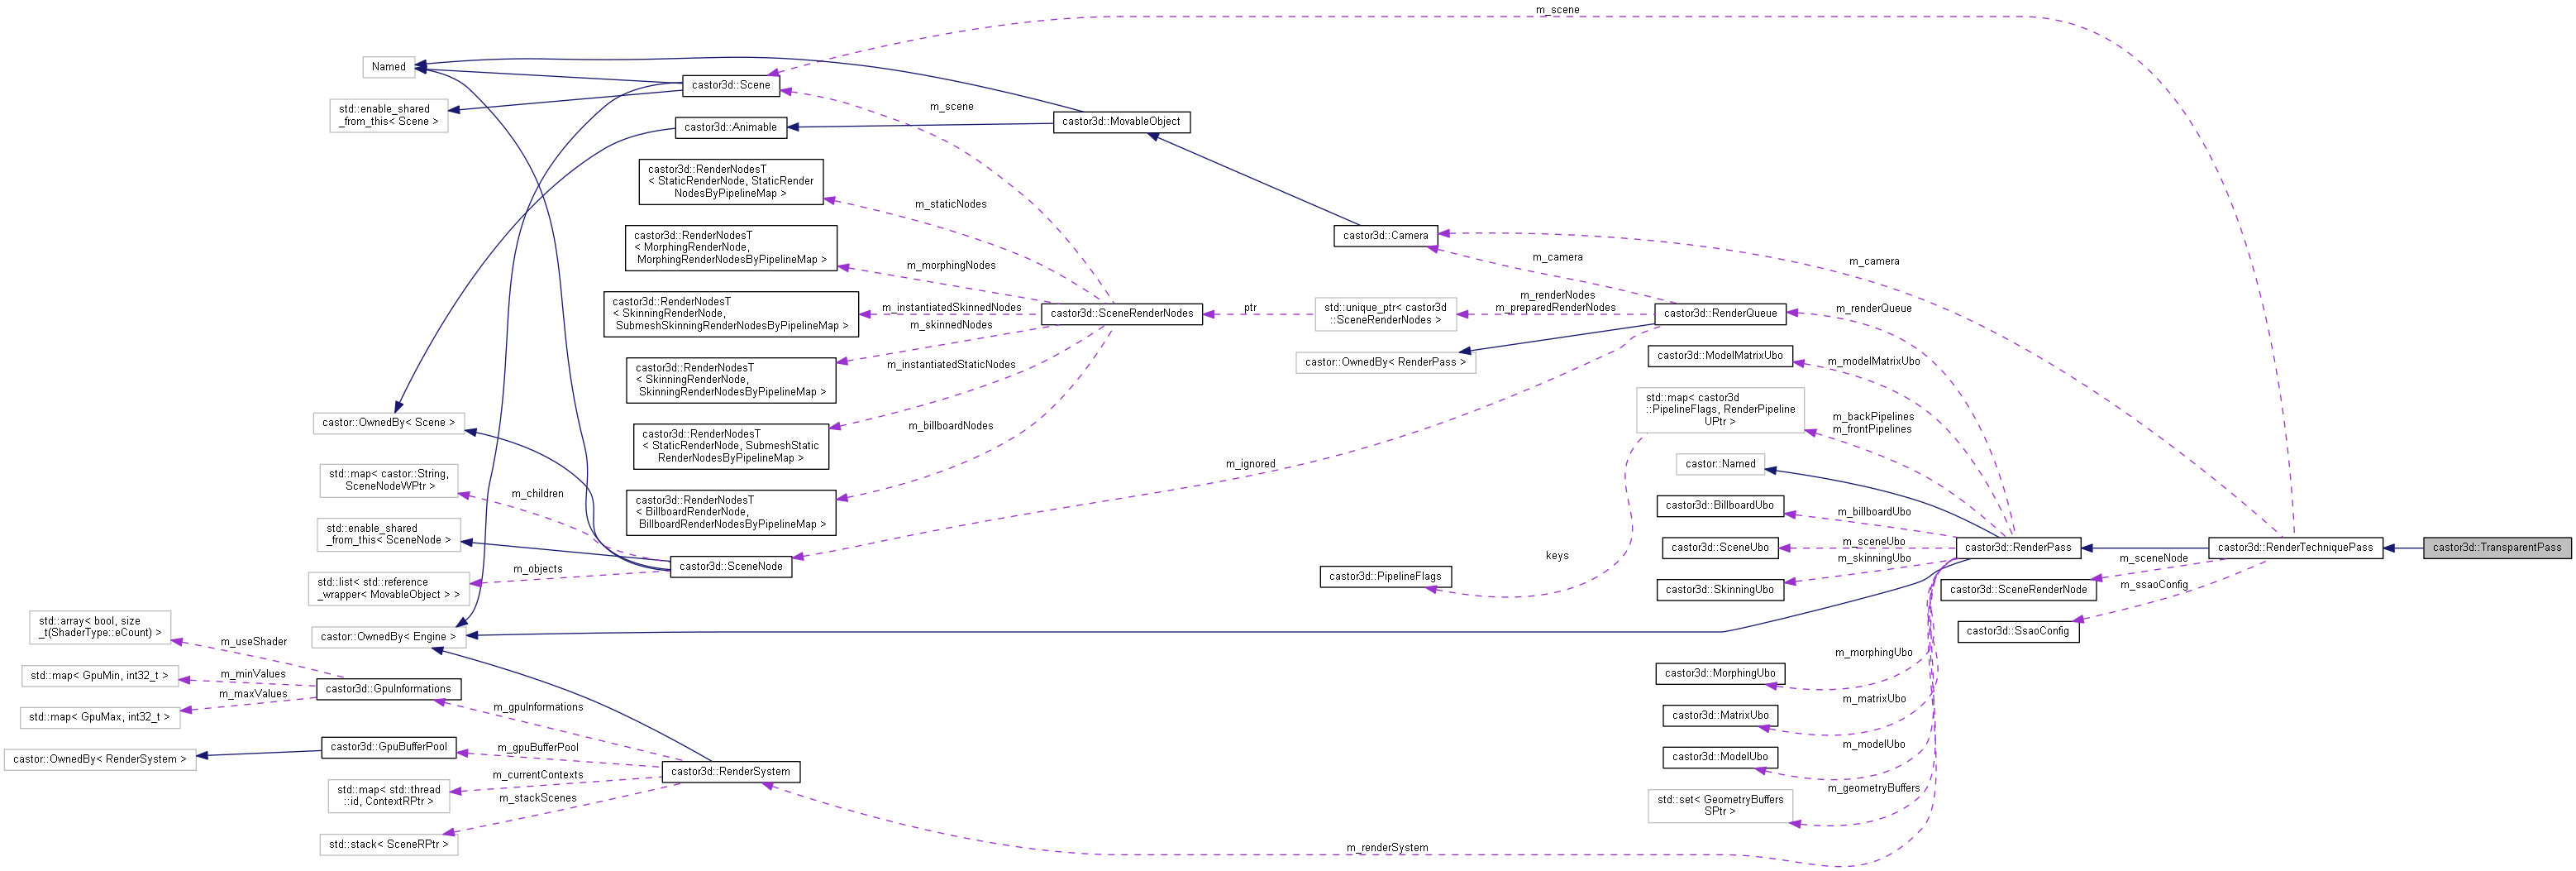 m_scene
Named
castor3d::Scene
std::enable_shared
_from_this< Scene >
m_scene
castor3d::Animable
castor3d::MovableObject
castor3d::RenderNodesT
< StaticRenderNode, StaticRender
NodesByPipelineMap >
m_staticNodes
castor3d::RenderNodesT
< MorphingRenderNode,
MorphingRenderNodesByPipelineMap >
m_morphingNodes
castor3d::Camera
m_camera
m_camera
castor3d::RenderNodesT
< SkinningRenderNode,
SubmeshSkinningRenderNodesByPipelineMap >
m_instantiatedSkinnedNodes
m_skinnedNodes
castor3d::SceneRenderNodes
ptr
std::unique_ptr< castor3d
::SceneRenderNodes >
m_renderNodes
m_preparedRenderNodes
castor3d::RenderQueue
m_renderQueue
castor::OwnedBy< RenderPass >
castor3d::ModelMatrixUbo
m_modelMatrixUbo
castor3d::RenderNodesT
< SkinningRenderNode,
SkinningRenderNodesByPipelineMap >
m_instantiatedStaticNodes
std::map< castor3d
::PipelineFlags, RenderPipeline
UPtr >
m_backPipelines
m_frontPipelines
castor::OwnedBy< Scene >
castor3d::RenderNodesT
< StaticRenderNode, SubmeshStatic
RenderNodesByPipelineMap >
m_billboardNodes
m_ignored
castor::Named
std::map< castor::String,
SceneNodeWPtr >
m_children
castor3d::RenderNodesT
< BillboardRenderNode,
BillboardRenderNodesByPipelineMap >
castor3d::BillboardUbo
m_billboardUbo
std::enable_shared
_from_this< SceneNode >
castor3d::SceneUbo
m_sceneUbo
castor3d::RenderPass
castor3d::RenderTechniquePass
castor3d::TransparentPass
keys
m_skinningUbo
m_sceneNode
castor3d::SceneNode
m_objects
std::list< std::reference
_wrapper< MovableObject > >
castor3d::PipelineFlags
castor3d::SkinningUbo
castor3d::SceneRenderNode
m_ssaoConfig
castor3d::SsaoConfig
std::array< bool, size
_t(ShaderType::eCount) >
m_useShader
castor::OwnedBy< Engine >
std::map< GpuMin, int32_t >
m_minValues
m_maxValues
castor3d::GpuInformations
castor3d::MorphingUbo
m_morphingUbo
std::map< GpuMax, int32_t >
m_gpuInformations
castor3d::MatrixUbo
m_matrixUbo
castor::OwnedBy< RenderSystem >
castor3d::GpuBufferPool
m_gpuBufferPool
castor3d::ModelUbo
m_modelUbo
castor3d::RenderSystem
m_currentContexts
std::map< std::thread
::id, ContextRPtr >
m_stackScenes
std::set< GeometryBuffers
SPtr >
m_geometryBuffers
std::stack< SceneRPtr >
m_renderSystem